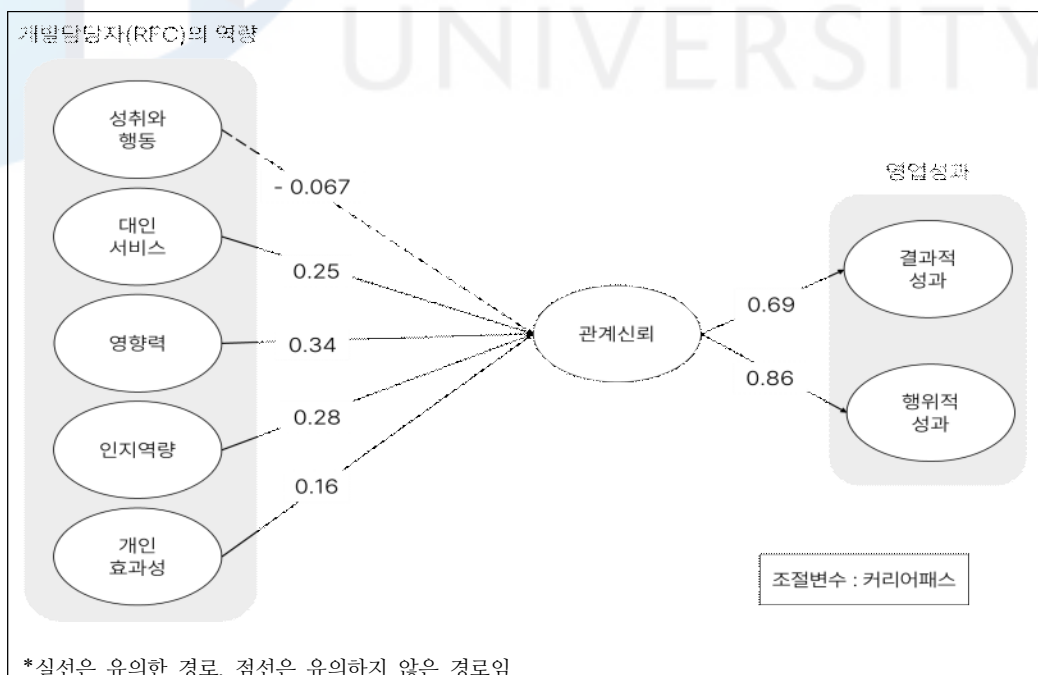 UNIVERSITY
개발담당자(RFC)의 역량
성취와
행동
- 0.067
영업성과
대인
서비스
0.25
결과적
성과
0.69
영향력
0.34
관계신뢰
0.86
행위적
성과
인지역량
0.28
0.16
개인
효과성
조절변수 : 커리어패스
*실선은 유의한 경로, 점선은 유의하지 않은 경로임